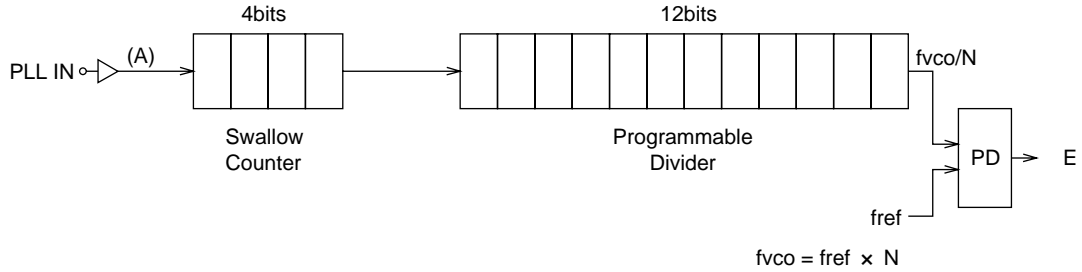 4bits
12bits
PLL IN
(A)
fvco/N
Swallow
Counter
Programmable
Divider
PD
E
fref
fvco = fref × N